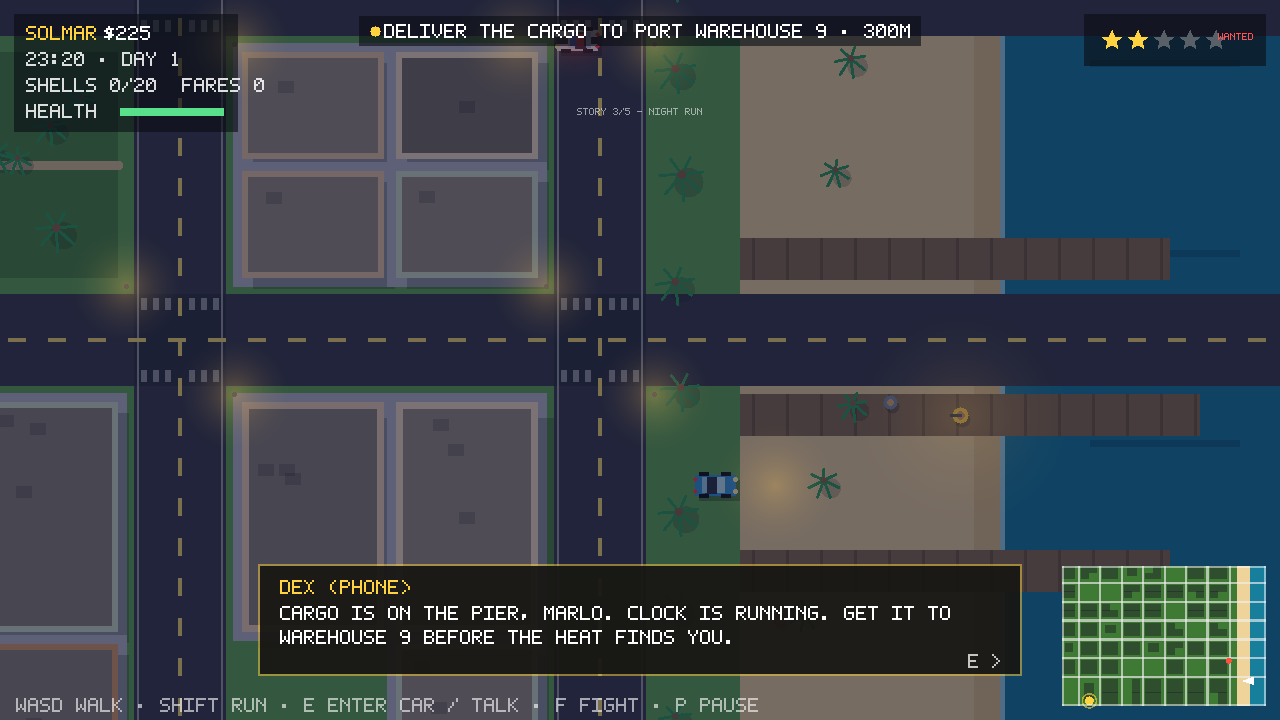 SOLMAR $225
23:20 · DAY 1
SHELLS 0/20 FARES 0
HEALTH
DELIVER THE CARGO TO PORT WAREHOUSE 9 · 300M
WANTED
STORY 3/5 – NIGHT RUN
DEX (PHONE)
CARGO IS ON THE PIER, MARLO. CLOCK IS RUNNING. GET IT TO
WAREHOUSE 9 BEFORE THE HEAT FINDS YOU.
E >
WASD WALK · SHIFT RUN · E ENTER CAR / TALK · F FIGHT · P PAUSE